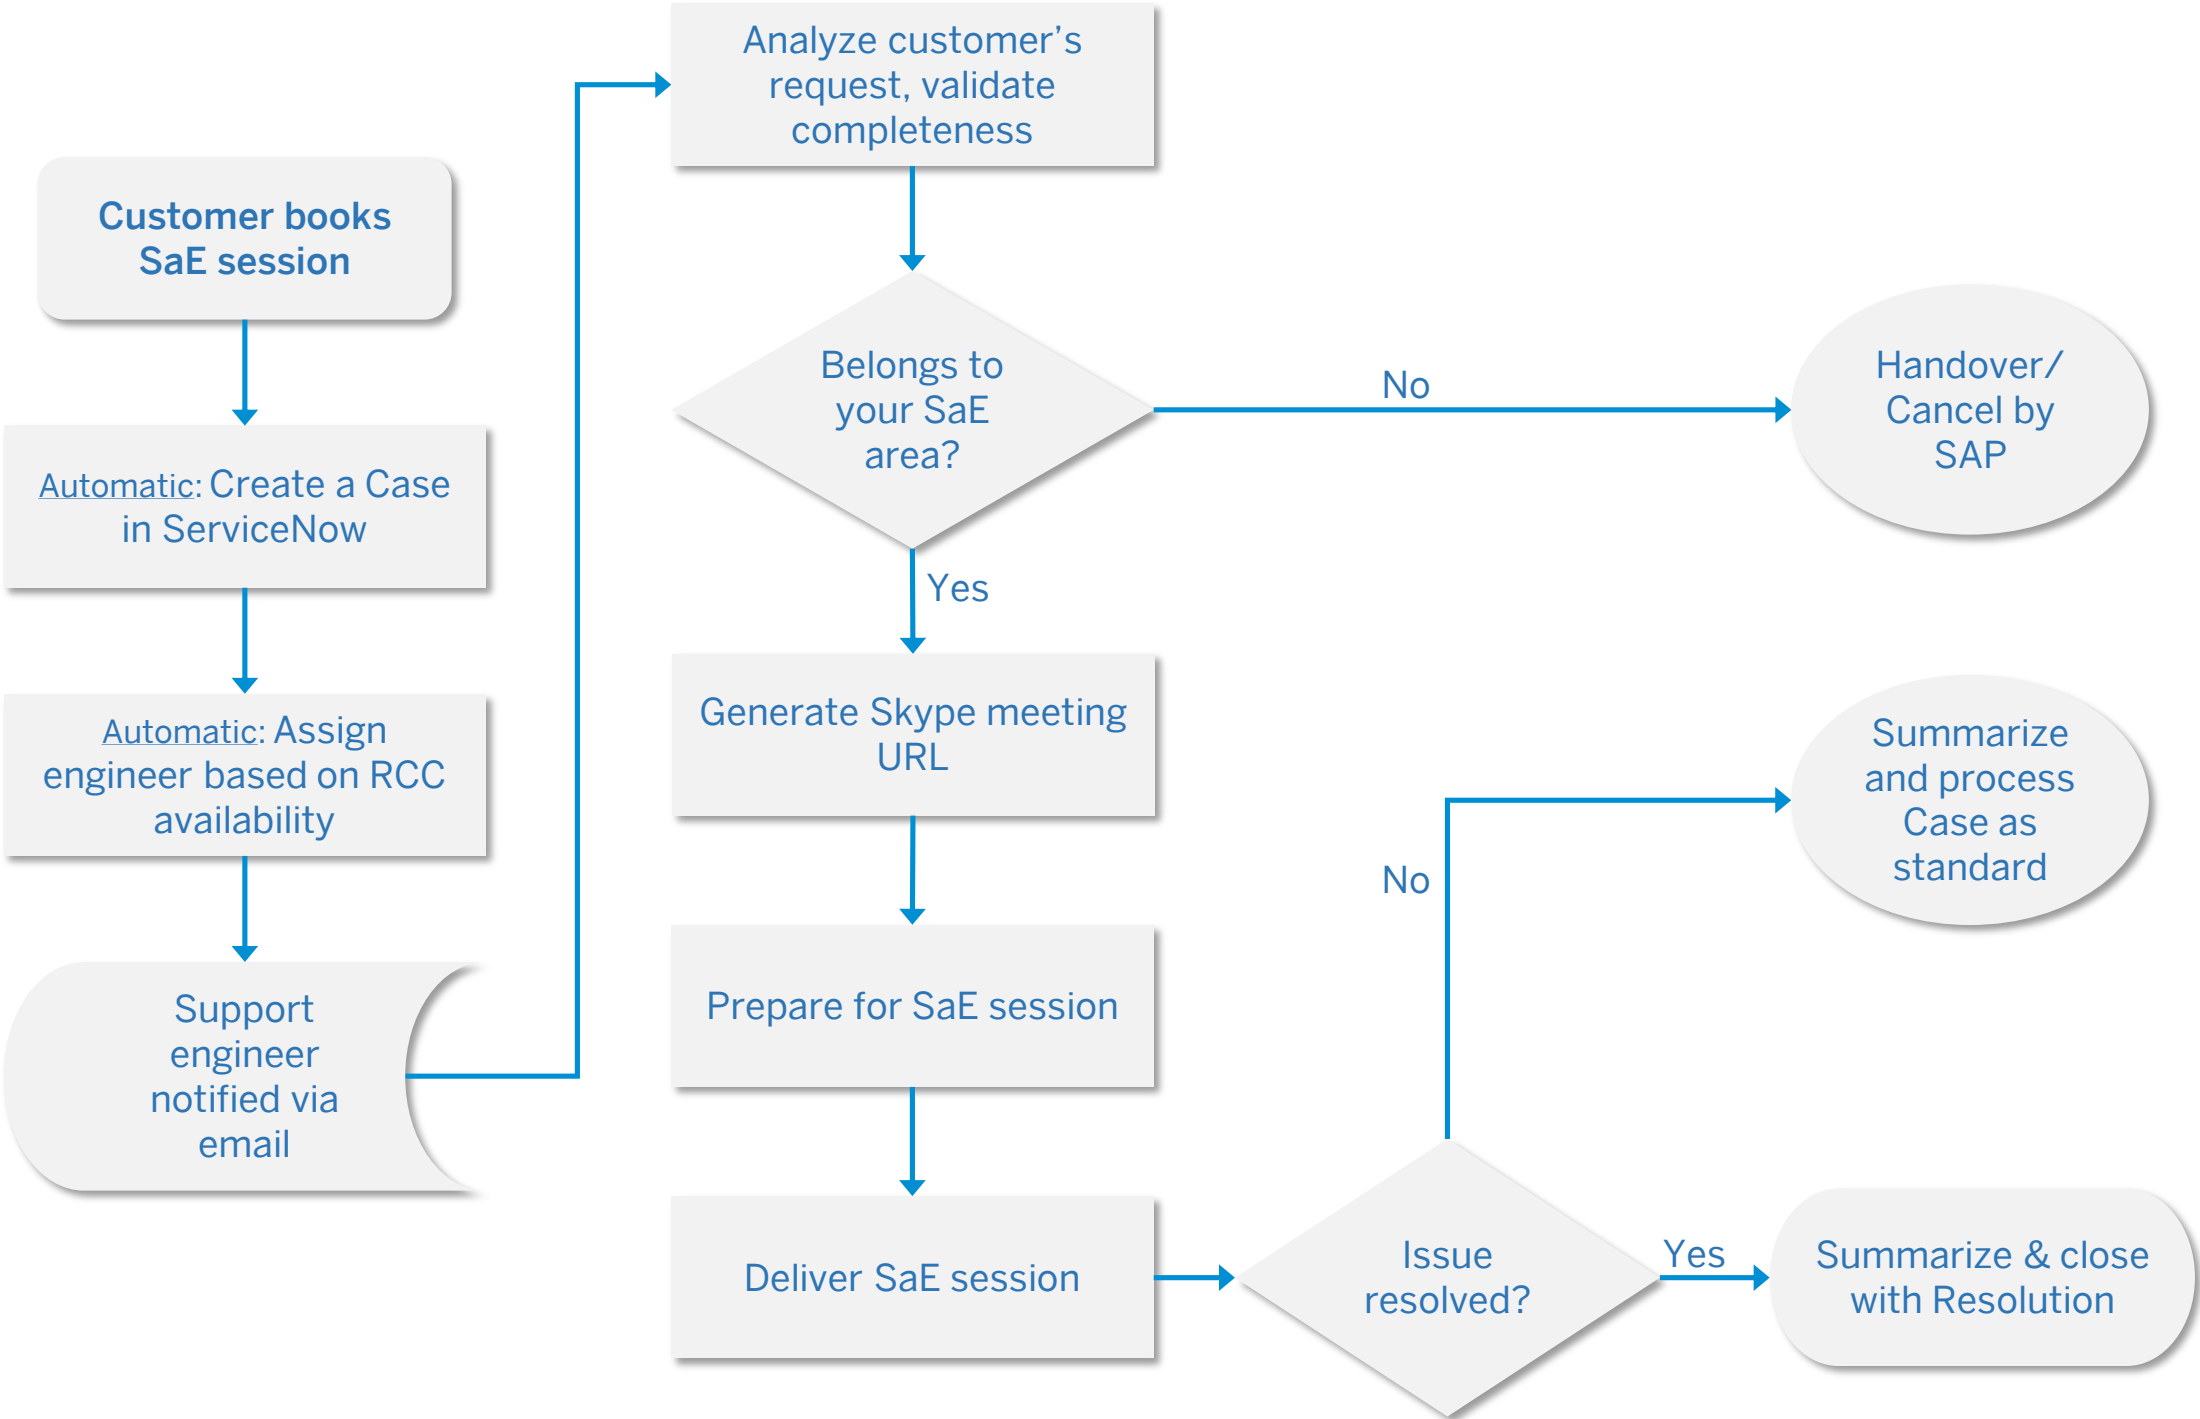 Customer books
SaE session
Automatic: Create a Case
in ServiceNow
Automatic: Assign
engineer based on RCC
availability
Support
engineer
notified via
email
Analyze customer’s
request, validate
completeness
Belongs to
your SaE
area?
No
Handover/
Cancel by
SAP
Yes
Generate Skype meeting
URL
Prepare for SaE session
Deliver SaE session
Issue
resolved?
No
Summarize
and process
Case as
standard
Yes
Summarize & close
with Resolution